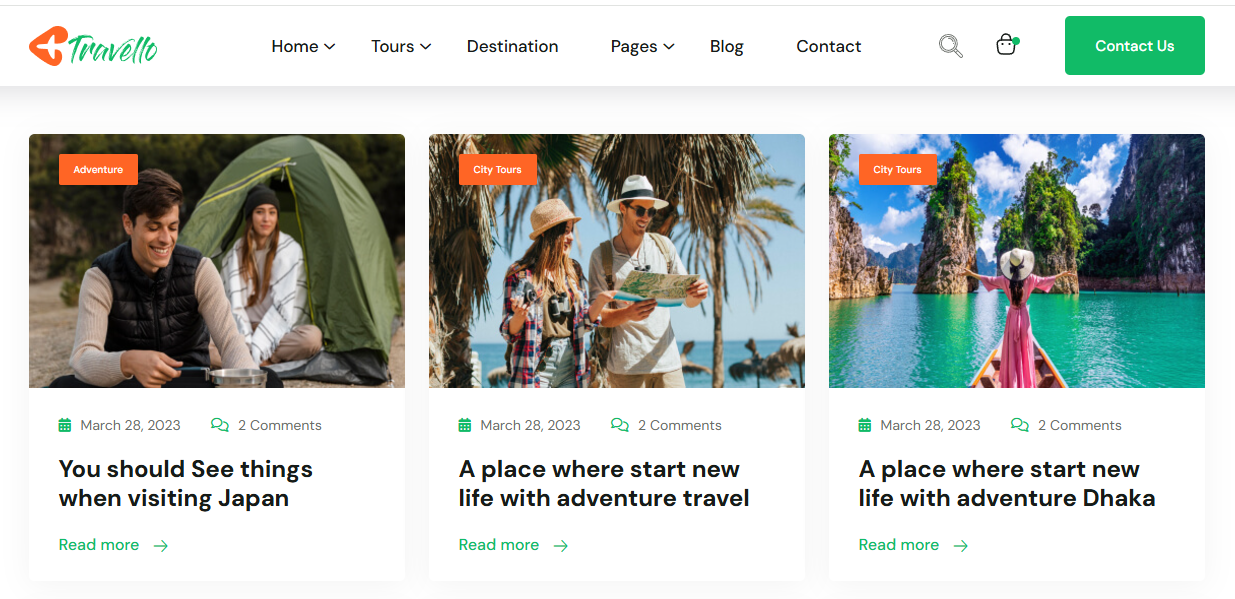 Travello
Home
Tours
Destination
Pages
Blog
Contact
Contact Us
Adventure
March 28, 2023
2 Comments
You should See things
when visiting Japan
Read more
City Tours
March 28, 2023
2 Comments
A place where start new
life with adventure travel
Read more
City Tours
March 28, 2023
2 Comments
A place where start new
life with adventure Dhaka
Read more